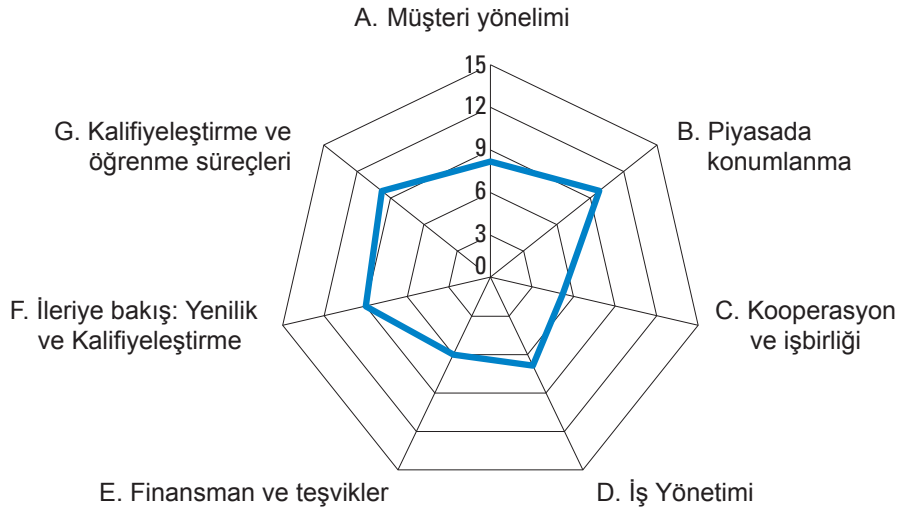 A. Müşteri yönelimi
15
12
9
6
3
0
B. Piyasada
konumlanma
C. Kooperasyon
ve işbirliği
D. İş Yönetimi
E. Finansman ve teşvikler
F. İleriye bakış: Yenilik
ve Kalifiyeleştirme
G. Kalifiyeleştirme ve
öğrenme süreçleri